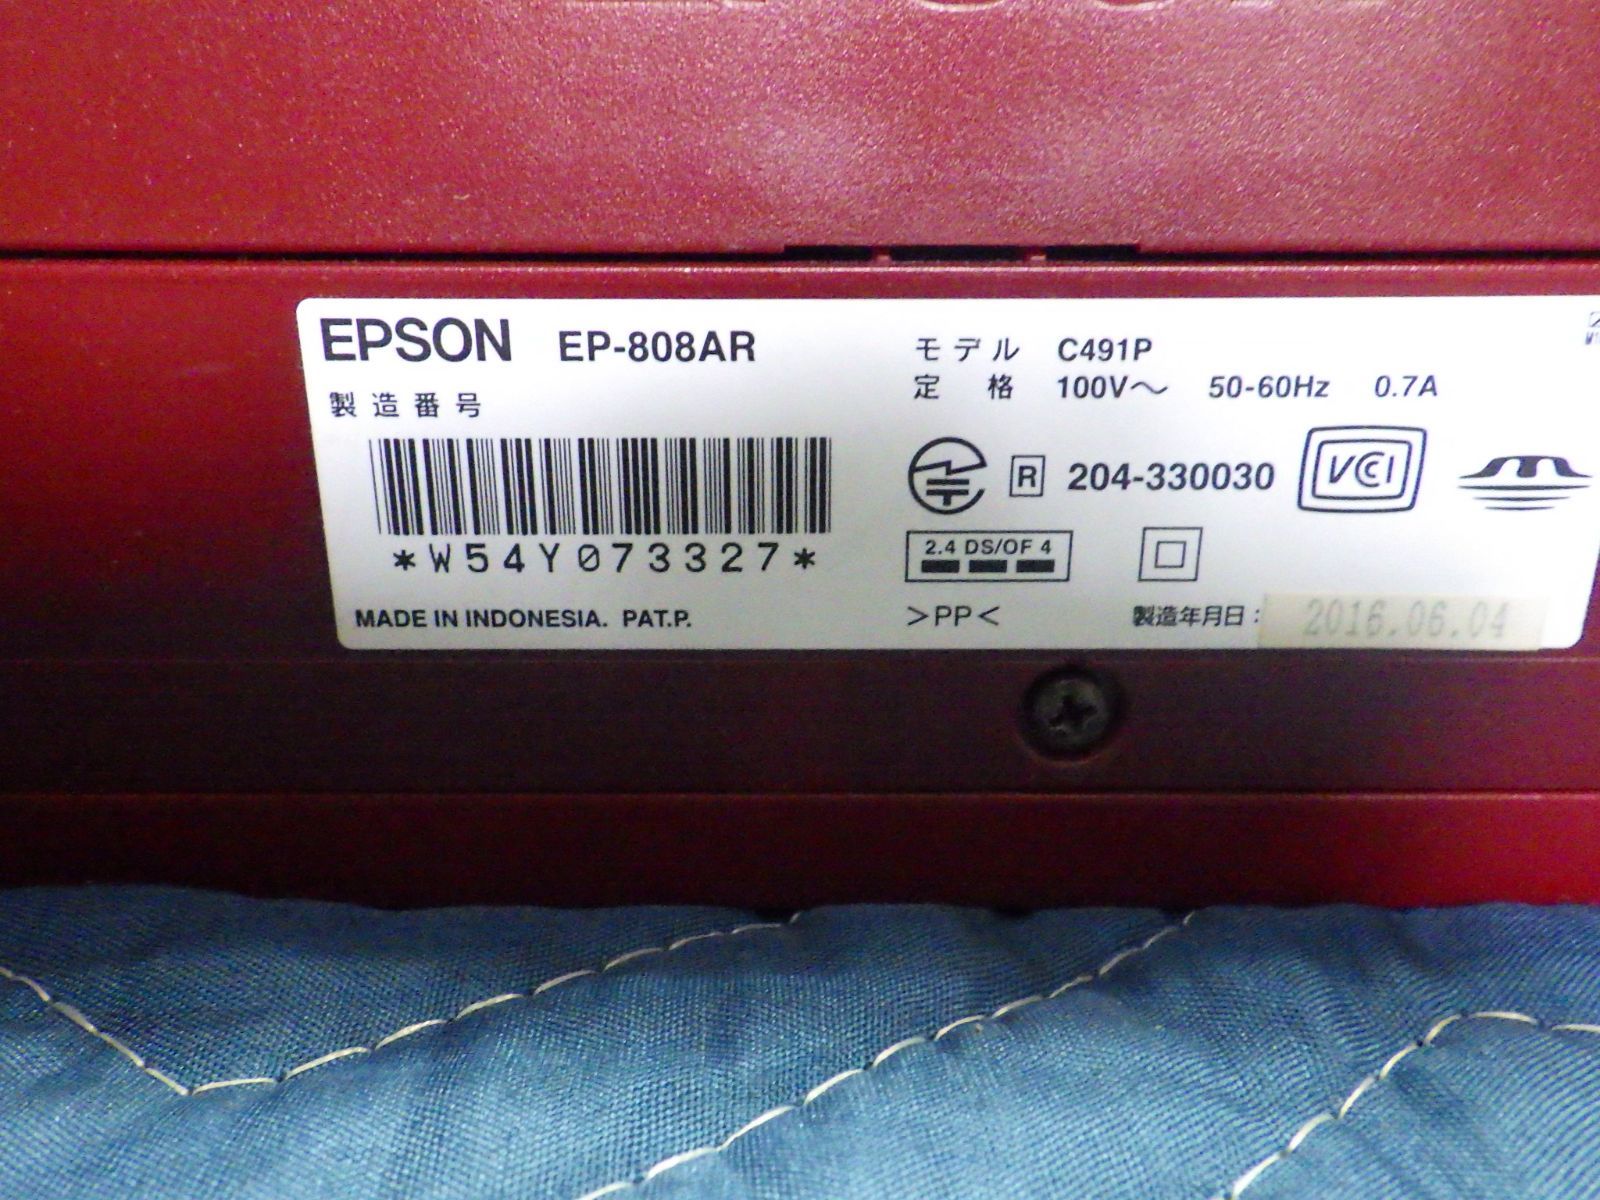 EPSON EP-808AR
製造番号
*W54Y073327*
MADE IN INDONESIA. PAT.P.
モデル C491P
定格 100V～ 50-60Hz 0.7A
R 204-330030 VCCI
2.4 DS/OF 4
>PP<
製造年月日: 2016.06.04